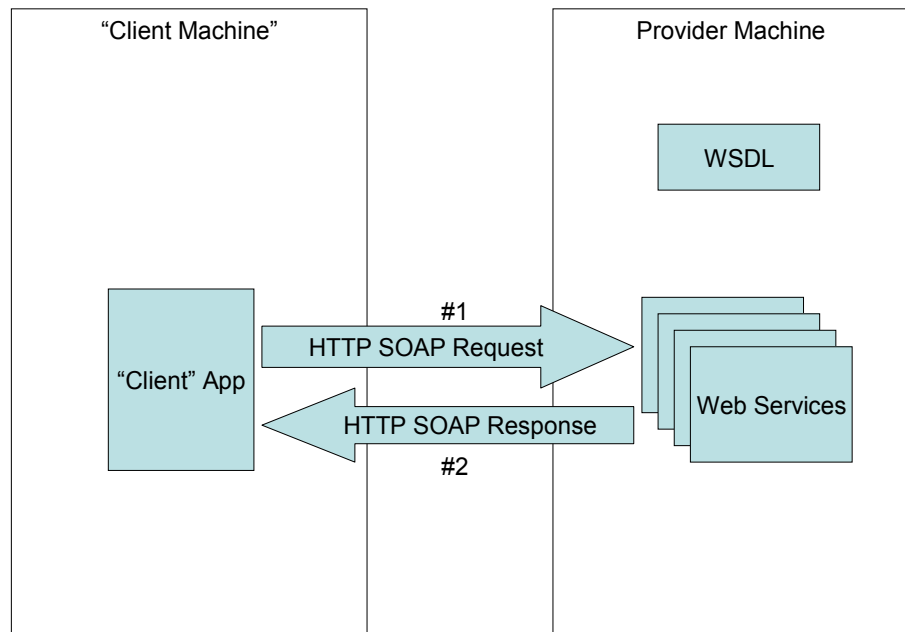 “Client Machine”
Provider Machine
WSDL
#1
HTTP SOAP Request
“Client” App
Web Services
HTTP SOAP Response
#2